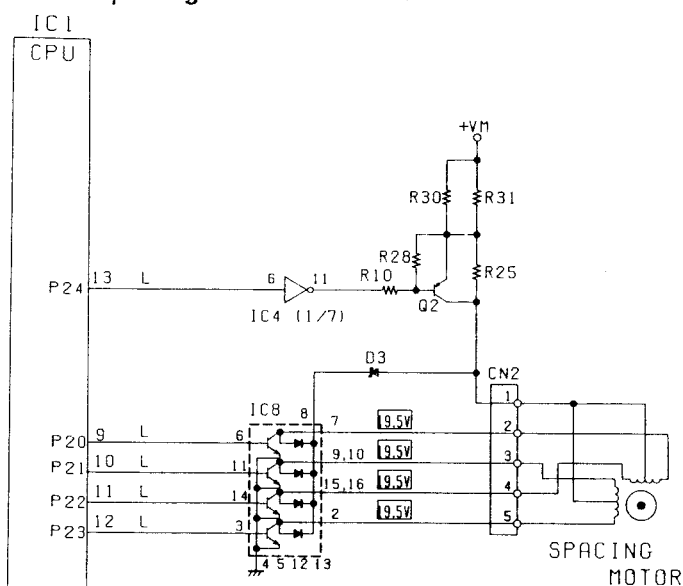 IC1
CPU
+VM
R30
R31
R28
R25
P24
13
L
6
11
R10
IC4 (1/7)
Q2
D3
CN2
IC8
8
7
19.5V
1
P20
9
L
6
2
P21
10
L
11
9,10
19.5V
3
P22
11
L
14
15,16
19.5V
4
P23
12
L
3
2
19.5V
5
4 5 12 13
SPACING
MOTOR